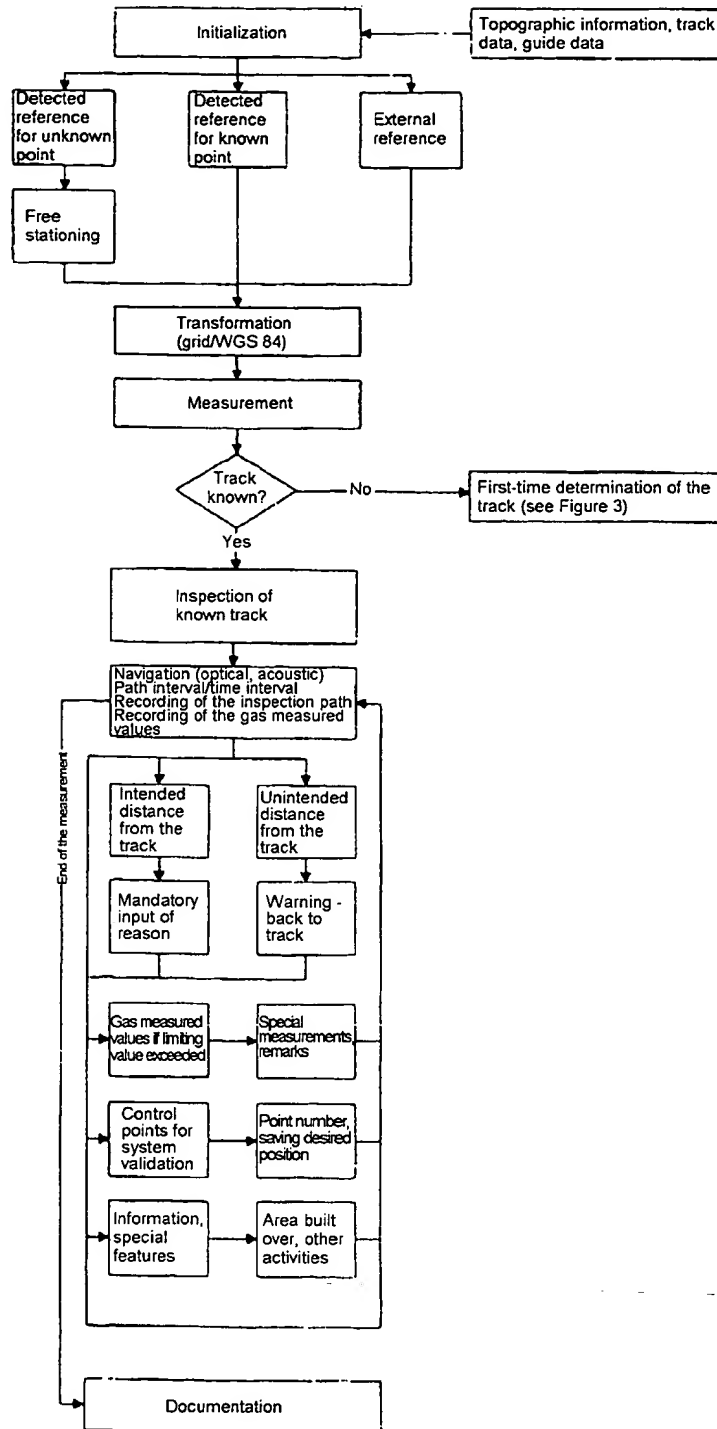 Initialization
Topographic information, track
data, guide data
Detected
reference
for unknown
point
Detected
reference
for known
point
External
reference
Free
stationing
Transformation
(grid/WGS 84)
Measurement
Track
known?
No
First-time determination of the
track (see Figure 3)
Yes
Inspection of
known track
Navigation (optical, acoustic)
Path interval/time interval
Recording of the inspection path
Recording of the gas measured
values
End of the measurement
Intended
distance
from the
track
Unintended
distance
from the
track
Mandatory
input of
reason
Warning -
back to
track
Gas measured
values if limiting
value exceeded
Special
measurements,
remarks
Control
points for
system
validation
Point number,
saving desired
position
Information,
special
features
Area built
over, other
activities
Documentation